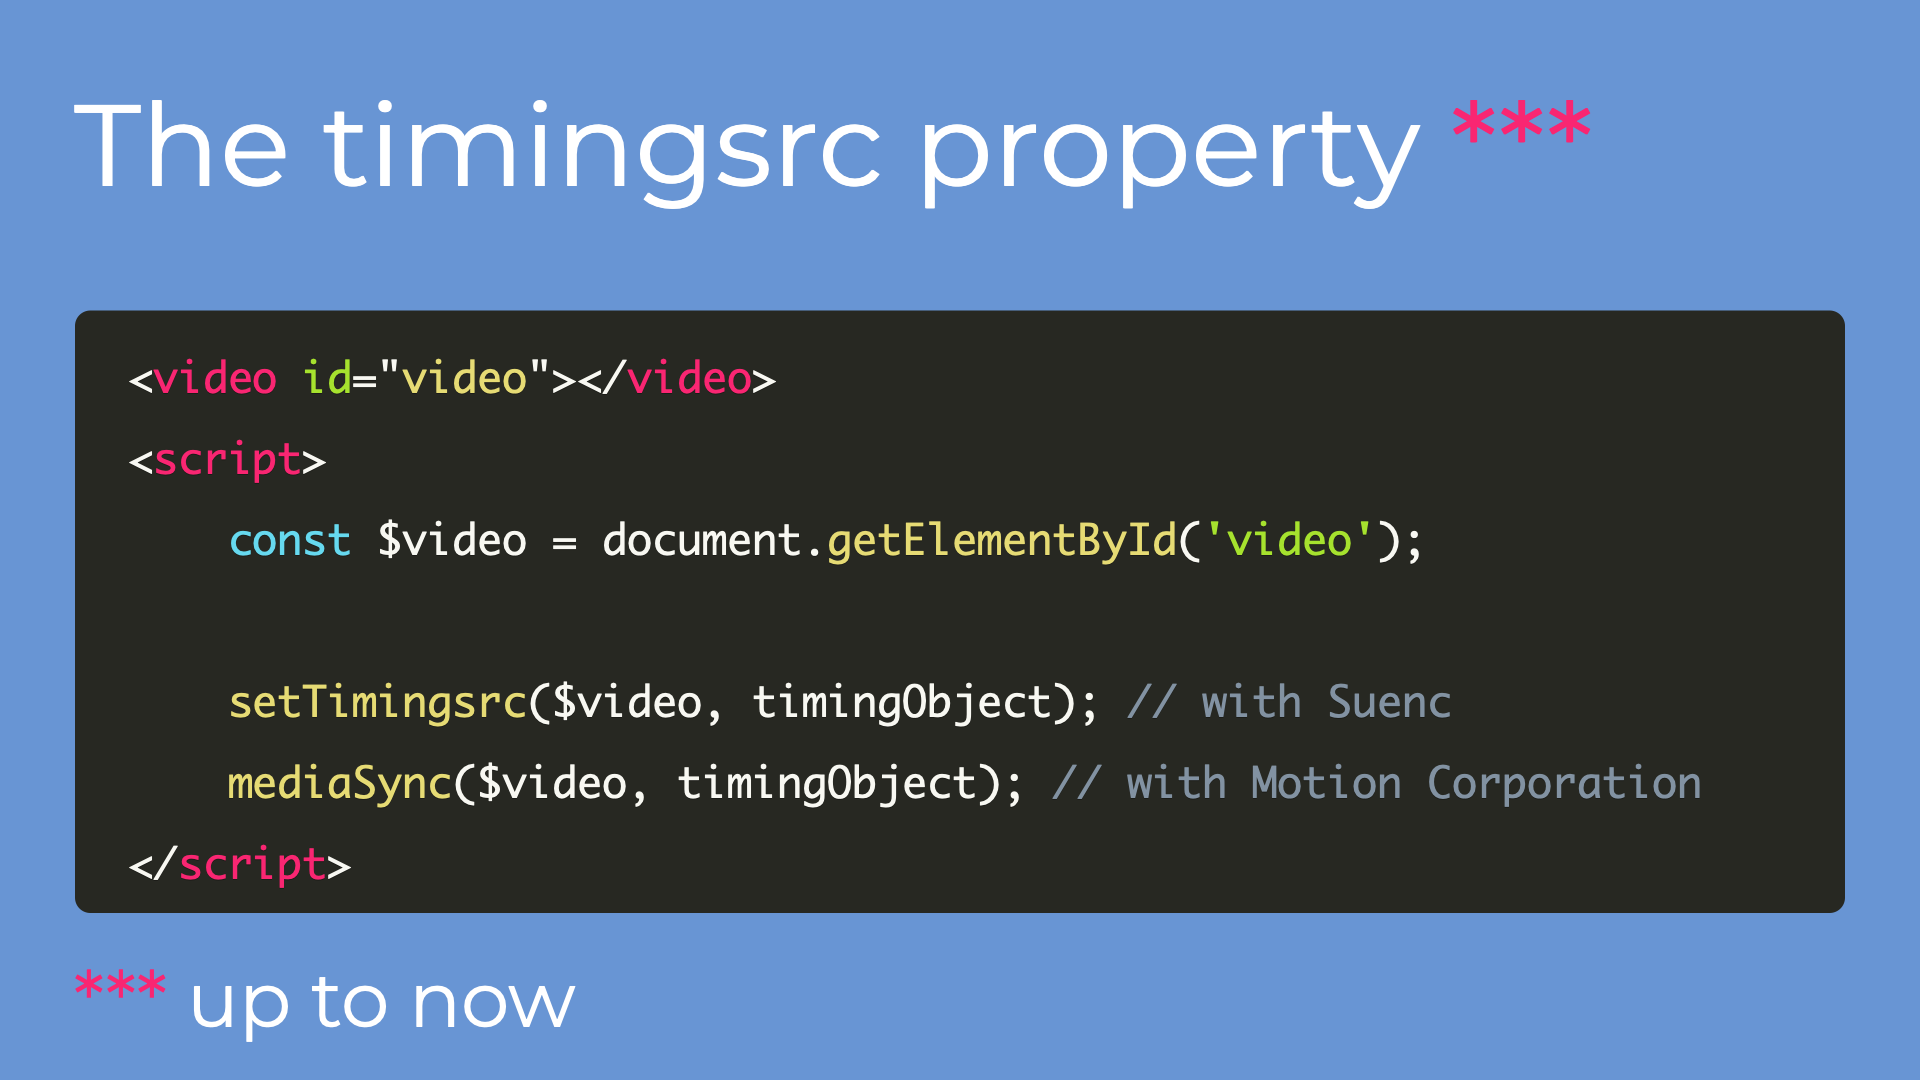 The timingsrc property ***
<video id="video"></video>
<script>
    const $video = document.getElementById('video');
    setTimingsrc($video, timingObject); // with Suenc
    mediaSync($video, timingObject); // with Motion Corporation
</script>
*** up to now